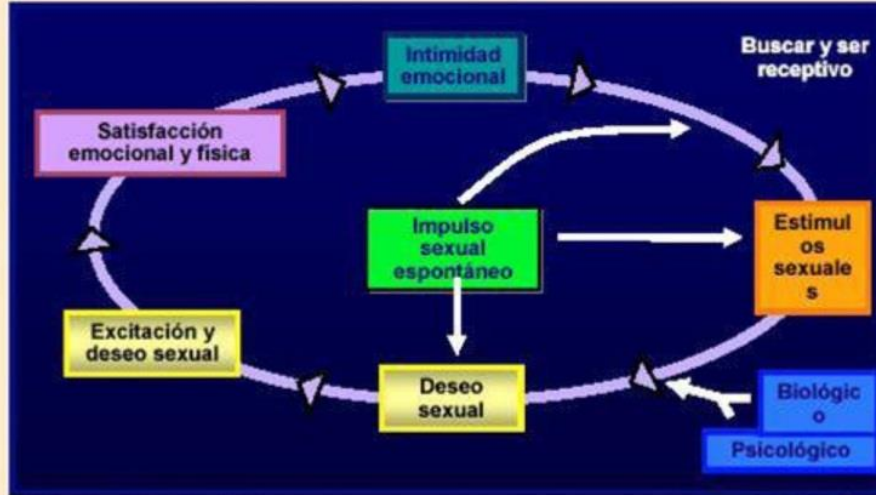 Intimidad
emocional
Buscar y ser
receptivo
Satisfacción
emocional y física
Impulso
sexual
espontáneo
Estimul
os
sexuale
s
Excitación y
deseo sexual
Deseo
sexual
Biológic
o
Psicológico